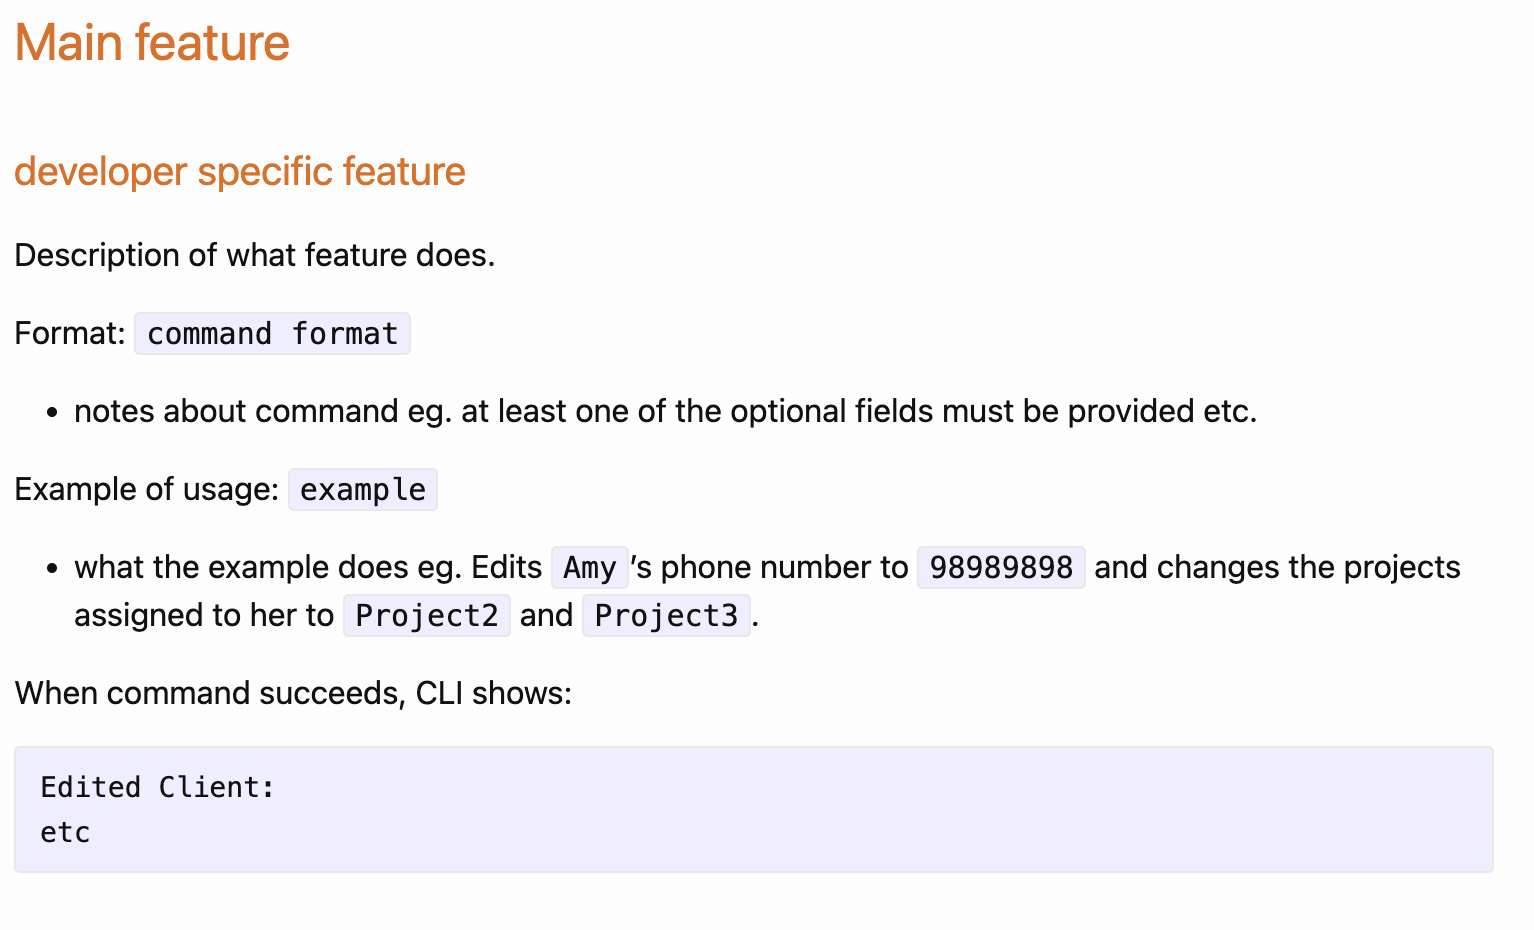 Main feature
developer specific feature
Description of what feature does.
Format: command format
• notes about command eg. at least one of the optional fields must be provided etc.
Example of usage: example
• what the example does eg. Edits Amy ’s phone number to 98989898 and changes the projects
assigned to her to Project2 and Project3 .
When command succeeds, CLI shows:
Edited Client:
etc